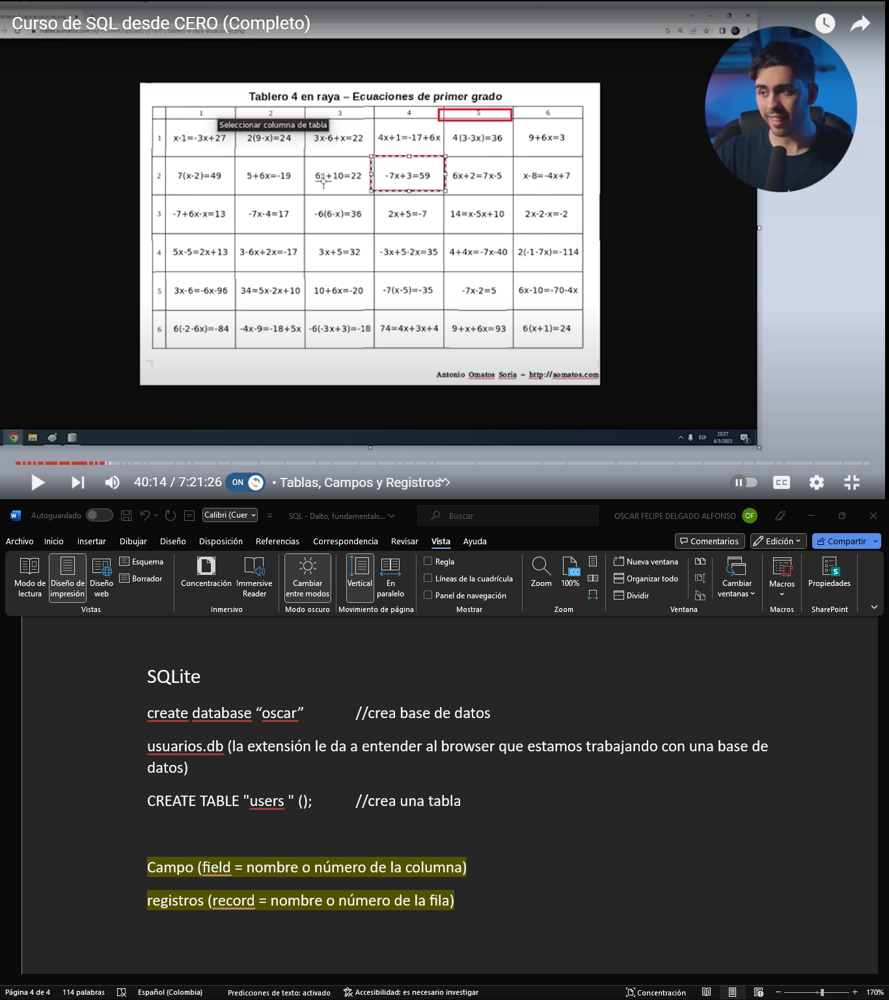 Curso de SQL desde CERO (Completo)
Tablero 4 en raya – Ecuaciones de primer grado
1 2 3 4 5 6
Seleccionar columna de tabla
1 x-1=-3x+27 2(9-x)=24 3x-6+x=22 4x+1=-17+6x 4(3-3x)=36 9+6x=3
2 7(x-2)=49 5+6x=-19 +10=22 -7x+3=59 6x+2=7x-5 x-8=-4x+7
3 -7+6x-x=13 -7x-4=17 -6(6-x)=36 2x+5=-7 14=x-5x+10 2x-2-x=-2
4 5x-5=2x+13 3-6x+2x=-17 3x+5=32 -3x+5-2x=35 4+4x=-7x-40 2(-1-7x)=-114
5 3x-6=-6x-96 34=5x-2x+10 10+6x=-20 -7(x-5)=-35 -7x-2=5 6x-10=-70-4x
6 6(-2-6x)=-84 -4x-9=-18+5x -6(-3x+3)=-18 74=4x+3x+4 9+x+6x=93 6(x+1)=24
Antonio Omatos Soria – http://aomatos.com
ESP 23:27
6/3/2023
40:14 / 7:21:26 ON • Tablas, Campos y Registros CC
Autoguardado Calibri (Cuer SQL - Dalto, fundamentals... Buscar OSCAR FELIPE DELGADO ALFONSO OF
Archivo Inicio Insertar Dibujar Diseño Disposición Referencias Correspondencia Revisar Vista Ayuda Comentarios Edición Compartir
Modo de lectura Diseño de impresión Diseño web Esquema Borrador
Vistas
Concentración Immersive Reader
Inmersivo
Cambiar entre modos
Modo oscuro
Vertical En paralelo
Movimiento de página
Regla
Líneas de la cuadrícula
Panel de navegación
Mostrar
Zoom 100 100%
Zoom
Nueva ventana
Organizar todo
Dividir
Cambiar ventanas
Ventana
Macros
Macros
S
Propiedades
SharePoint
SQLite
create database “oscar” //crea base de datos
usuarios.db (la extensión le da a entender al browser que estamos trabajando con una base de
datos)
CREATE TABLE "users " (); //crea una tabla
Campo (field = nombre o número de la columna)
registros (record = nombre o número de la fila)
Página 4 de 4 114 palabras Español (Colombia) Predicciones de texto: activado Accesibilidad: es necesario investigar Concentración 170%